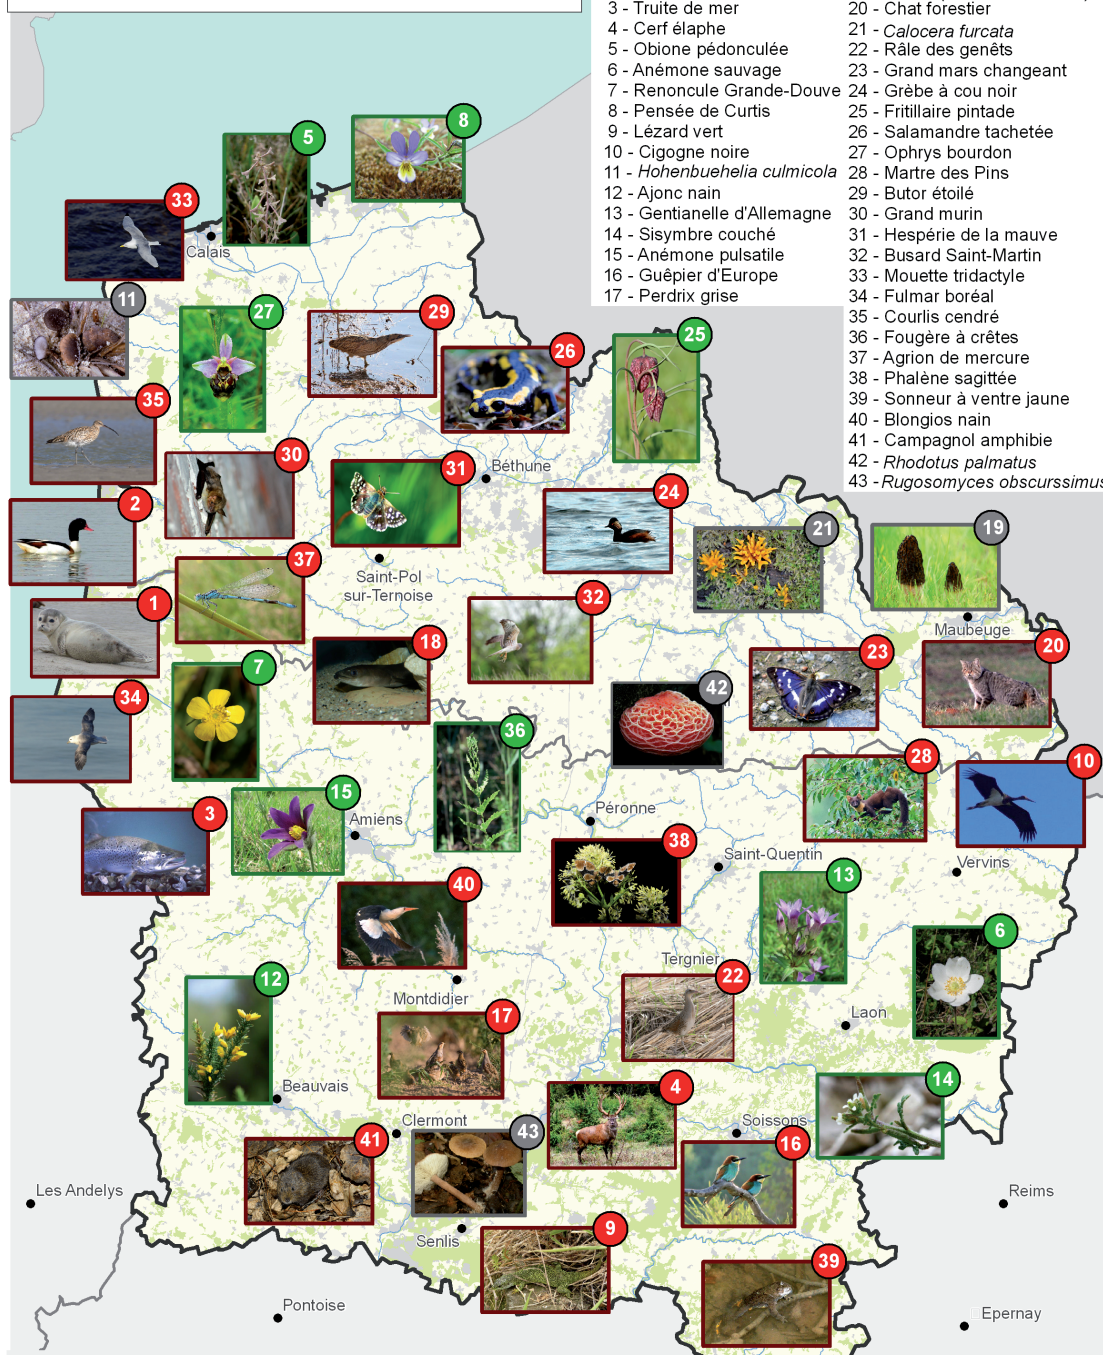 3 - Truite de mer
4 - Cerf élaphe
5 - Obione pédonculée
6 - Anémone sauvage
7 - Renoncule Grande-Douve
8 - Pensée de Curtis
9 - Lézard vert
10 - Cigogne noire
11 - Hohenbuehelia culmicola
12 - Ajonc nain
13 - Gentianelle d'Allemagne
14 - Sisymbre couché
15 - Anémone pulsatile
16 - Guêpier d'Europe
17 - Perdrix grise
20 - Chat forestier
21 - Calocera furcata
22 - Râle des genêts
23 - Grand mars changeant
24 - Grèbe à cou noir
25 - Fritillaire pintade
26 - Salamandre tachetée
27 - Ophrys bourdon
28 - Martre des Pins
29 - Butor étoilé
30 - Grand murin
31 - Hespérie de la mauve
32 - Busard Saint-Martin
33 - Mouette tridactyle
34 - Fulmar boréal
35 - Courlis cendré
36 - Fougère à crêtes
37 - Agrion de mercure
38 - Phalène sagittée
39 - Sonneur à ventre jaune
40 - Blongios nain
41 - Campagnol amphibie
42 - Rhodotus palmatus
43 - Rugosomyces obscurssimus
8
5
33
Calais
11
27
29
25
26
35
30
31
Béthune
24
2
21
19
37
Saint-Pol
sur-Ternoise
32
1
Maubeuge
18
23
20
7
42
34
36
28
10
15
3
Amiens
Péronne
38
Saint-Quentin
Vervins
40
13
6
Tergnier
12
22
Montdidier
17
Laon
14
Beauvais
4
Clermont
43
Soissons
41
16
Les Andelys
Reims
Senlis
9
39
Pontoise
Epernay